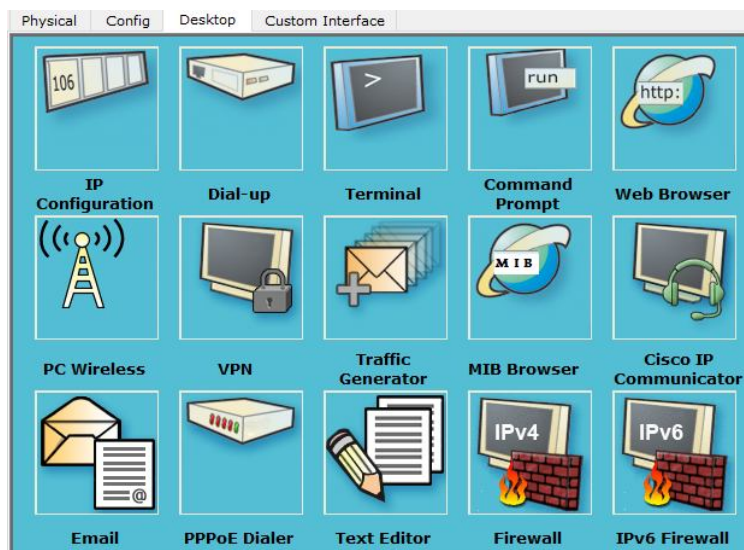 Physical Config Desktop Custom Interface
106
>
run
http:
IP
Configuration
Dial-up
Terminal
Command
Prompt
Web Browser
MIB
PC Wireless
VPN
Traffic
Generator
MIB Browser
Cisco IP
Communicator
@
IPv4
IPv6
Email
PPPoE Dialer
Text Editor
Firewall
IPv6 Firewall